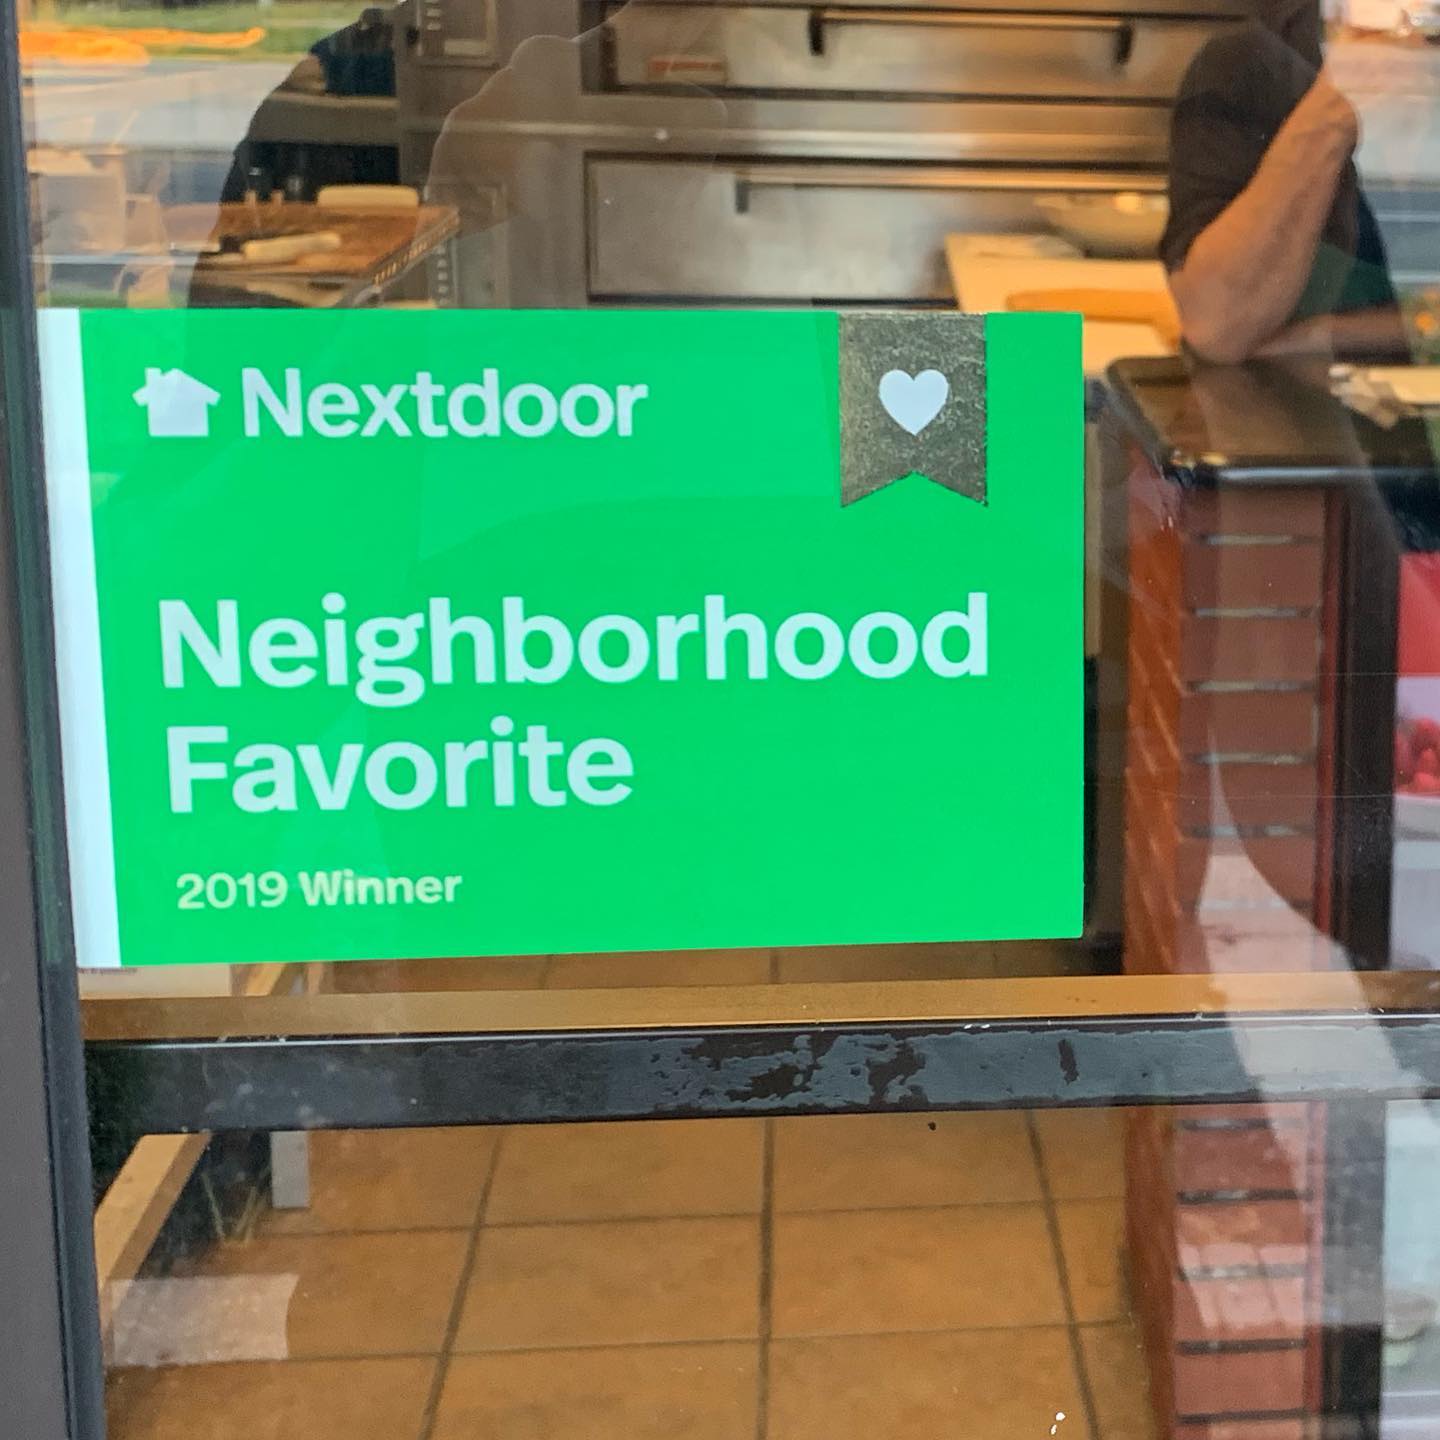 Nextdoor
Neighborhood
Favorite
2019 Winner